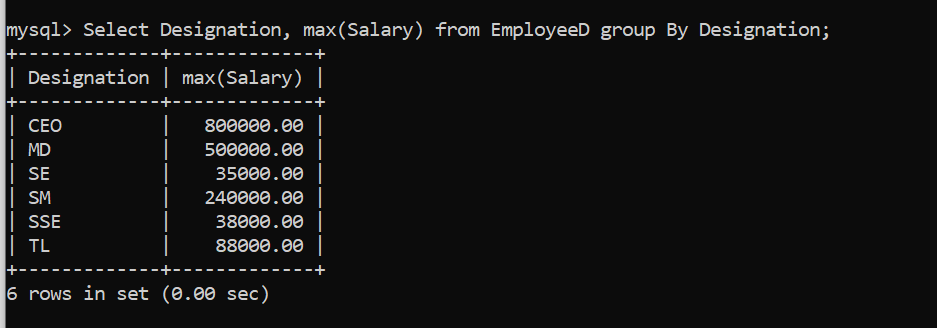 mysql> Select Designation, max(Salary) from EmployeeD group By Designation;
+-------------+-------------+
| Designation | max(Salary) |
+-------------+-------------+
| CEO         |   800000.00 |
| MD          |   500000.00 |
| SE          |    35000.00 |
| SM          |   240000.00 |
| SSE         |    38000.00 |
| TL          |    88000.00 |
+-------------+-------------+
6 rows in set (0.00 sec)